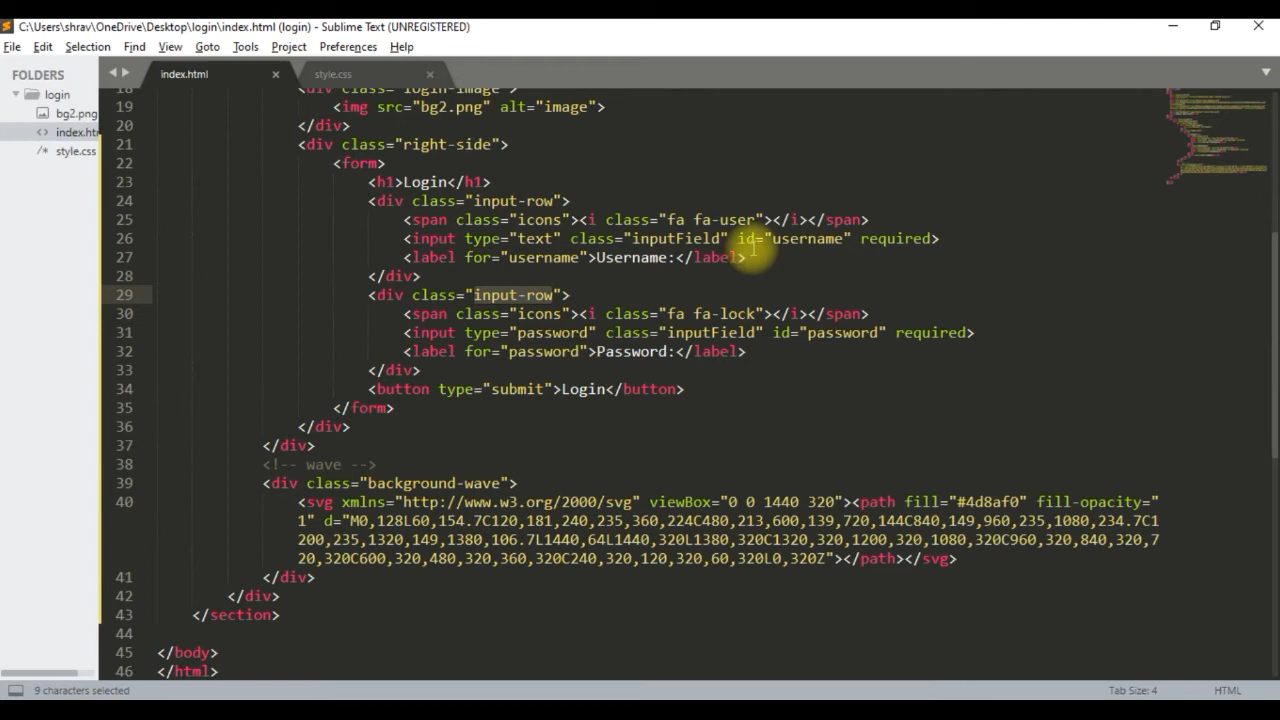 C:\Users\shrav\OneDrive\Desktop\login\index.html (login) - Sublime Text (UNREGISTERED)
File Edit Selection Find View Goto Tools Project Preferences Help
FOLDERS
login
bg2.png
index.htm
style.css
index.html
style.css
18 <div class="login-image">
19 <img src="bg2.png" alt="image">
20 </div>
21 <div class="right-side">
22 <form>
23 <h1>Login</h1>
24 <div class="input-row">
25 <span class="icons"><i class="fa fa-user"></i></span>
26 <input type="text" class="inputField" id="username" required>
27 <label for="username">Username:</label>
28 </div>
29 <div class="input-row">
30 <span class="icons"><i class="fa fa-lock"></i></span>
31 <input type="password" class="inputField" id="password" required>
32 <label for="password">Password:</label>
33 </div>
34 <button type="submit">Login</button>
35 </form>
36 </div>
37 </div>
38 <!-- wave -->
39 <div class="background-wave">
40 <svg xmlns="http://www.w3.org/2000/svg" viewBox="0 0 1440 320"><path fill="#4d8af0" fill-opacity="
1" d="M0,128L60,154.7C120,181,240,235,360,224C480,213,600,139,720,144C840,149,960,235,1080,234.7C1
200,235,1320,149,1380,106.7L1440,64L1440,320L1380,320C1320,320,1200,320,1080,320C960,320,840,320,7
20,320C600,320,480,320,360,320C240,320,120,320,60,320L0,320Z"></path></svg>
41 </div>
42 </div>
43 </section>
44
45 </body>
46 </html>
9 characters selected
Tab Size: 4
HTML